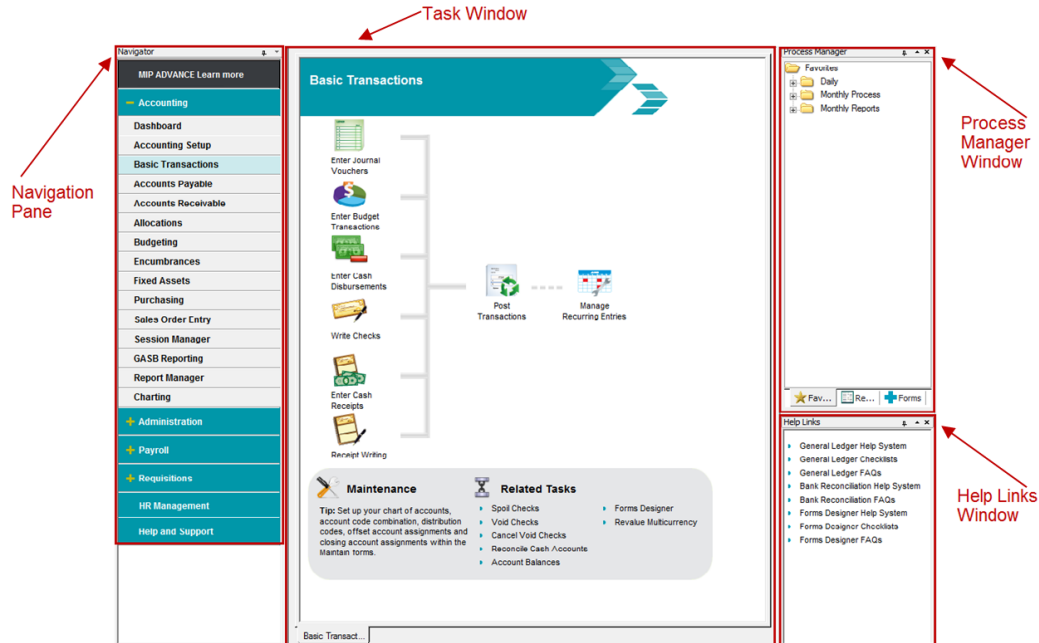 Task Window
Navigator
MIP ADVANCE Learn more
Accounting
Dashboard
Accounting Setup
Basic Transactions
Accounts Payable
Accounts Receivable
Allocations
Budgeting
Encumbrances
Fixed Assets
Purchasing
Sales Order Entry
Session Manager
GASB Reporting
Report Manager
Charting
Administration
Payroll
Requisitions
HR Management
Help and Support
Navigation
Pane
Basic Transactions
Enter Journal
Vouchers
Enter Budget
Transactions
Enter Cash
Disbursements
Write Checks
Enter Cash
Receipts
Receipt Writing
Post
Transactions
Manage
Recurring Entries
Maintenance
Tip: Set up your chart of accounts,
account code combination, distribution
codes, offset account assignments and
closing account assignments within the
Maintain forms.
Related Tasks
Spoil Checks
Void Checks
Cancel Void Checks
Reconcile Cash Accounts
Account Balances
Forms Designer
Revalue Multicurrency
Basic Transact...
Process Manager
Favorites
Daily
Monthly Process
Monthly Reports
Fav...
Re...
Forms
Process
Manager
Window
Help Links
General Ledger Help System
General Ledger Checklists
General Ledger FAQs
Bank Reconciliation Help System
Bank Reconciliation FAQs
Forms Designer Help System
Forms Designer Checklists
Forms Designer FAQs
Help Links
Window